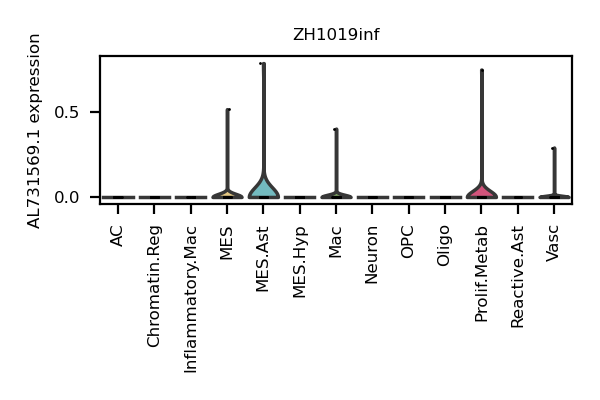 ZH1019inf
AL731569.1 expression
0.5
0.0
AC
Chromatin.Reg
Inflammatory.Mac
MES
MES.Ast
MES.Hyp
Mac
Neuron
OPC
Oligo
Prolif.Metab
Reactive.Ast
Vasc